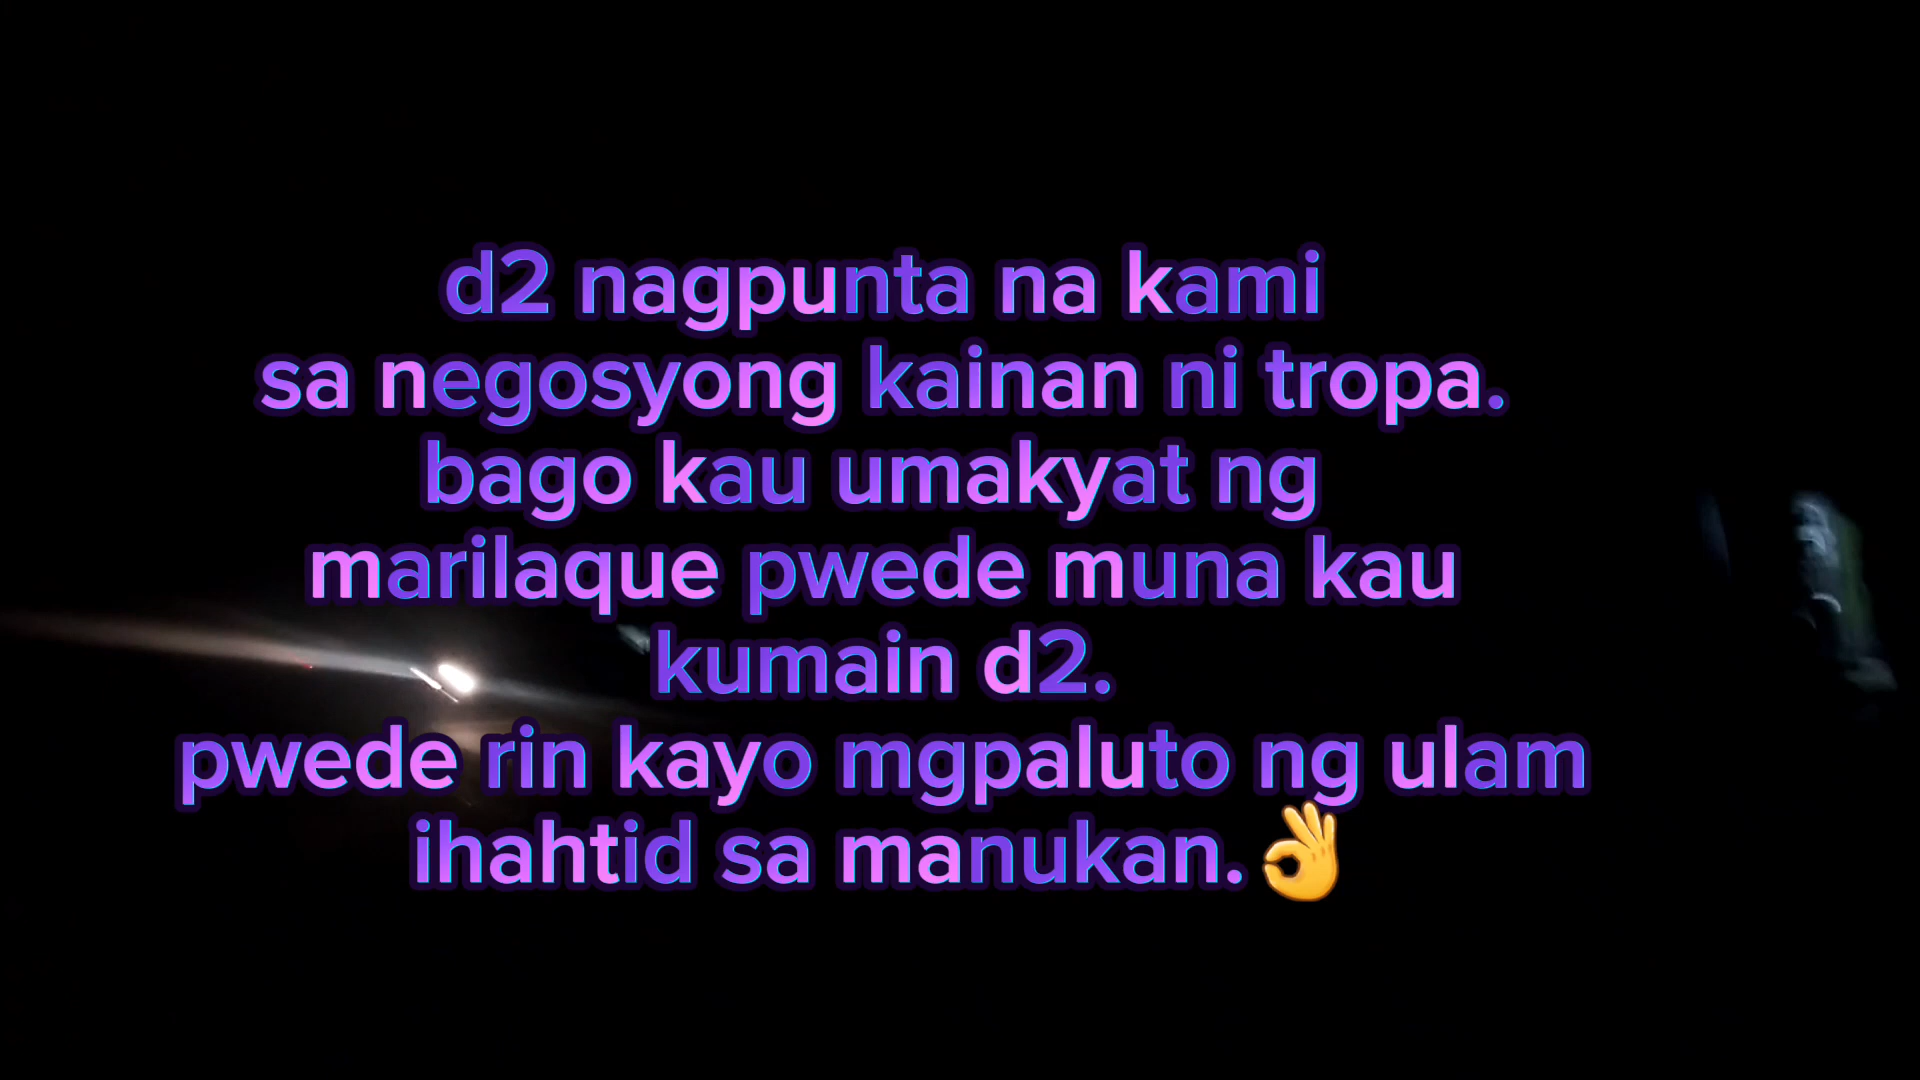 d2 nagpunta na kami
sa negosyong kainan ni tropa.
bago kau umakyat ng
marilaque pwede muna kau
kumain d2.
pwede rin kayo mgpaluto ng ulam
ihahtid sa manukan.👌